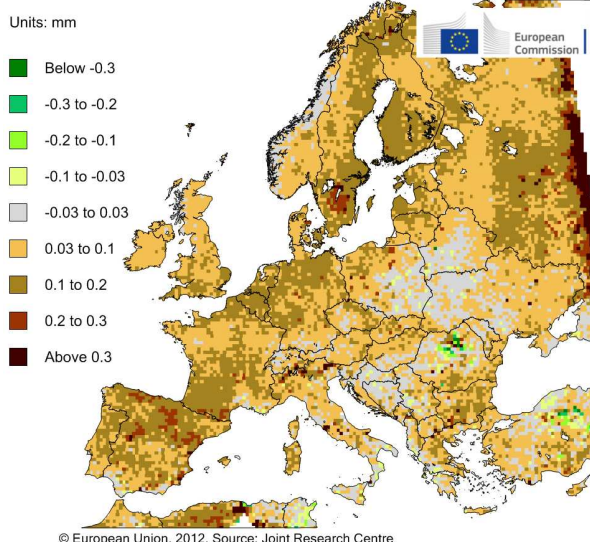 Units: mm
European
Commission
Below -0.3
-0.3 to -0.2
-0.2 to -0.1
-0.1 to -0.03
-0.03 to 0.03
0.03 to 0.1
0.1 to 0.2
0.2 to 0.3
Above 0.3
© European Union, 2012. Source: Joint Research Centre